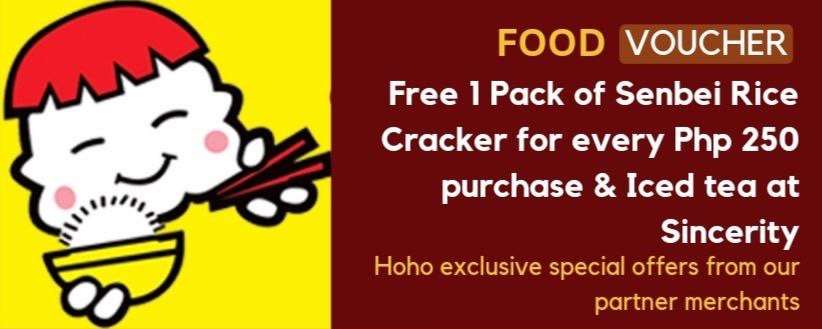 FOOD VOUCHER
Free 1 Pack of Senbei Rice
Cracker for every Php 250
purchase & Iced tea at
Sincerity
Hoho exclusive special offers from our
partner merchants